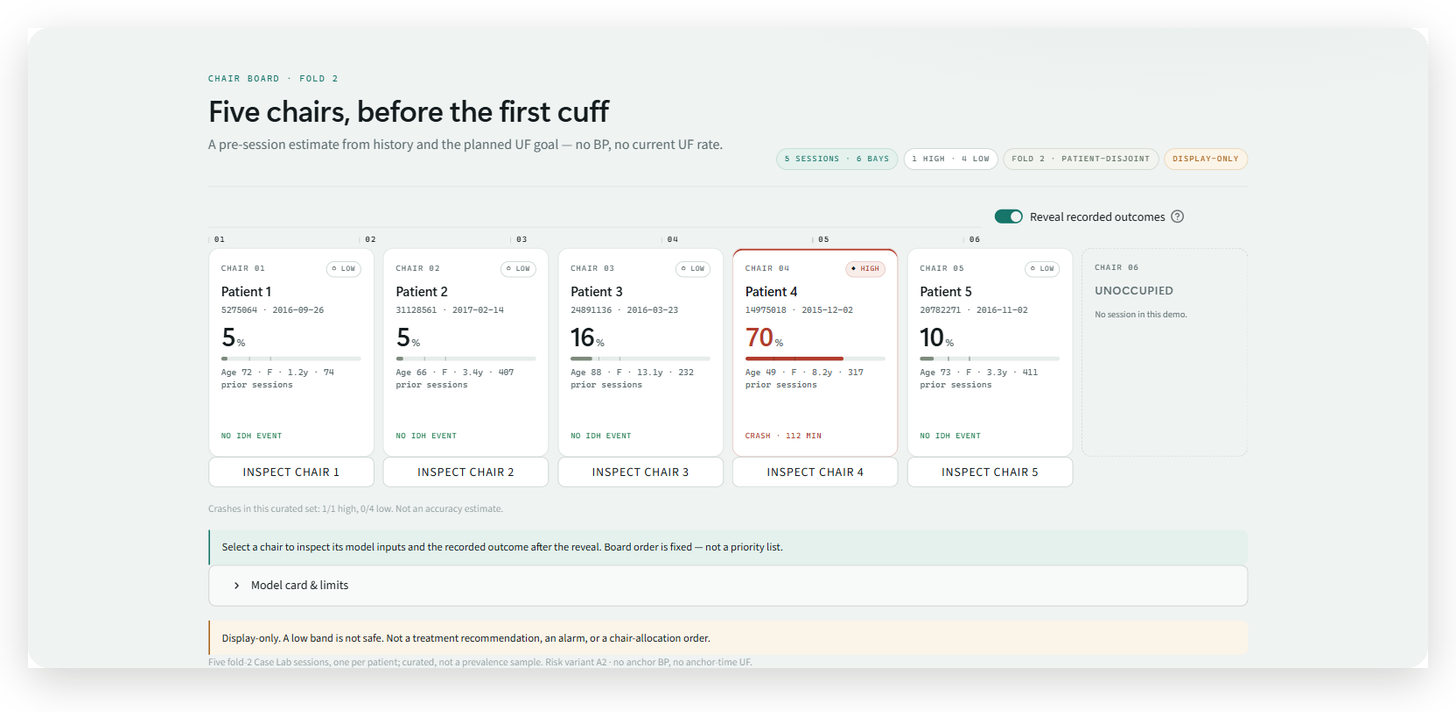 CHAIR BOARD · FOLD 2
Five chairs, before the first cuff
A pre-session estimate from history and the planned UF goal — no BP, no current UF rate.
5 SESSIONS · 6 BAYS
1 HIGH · 4 LOW
FOLD 2 · PATIENT-DISJOINT
DISPLAY-ONLY
Reveal recorded outcomes ?
01
02
03
04
05
06
CHAIR 01
LOW
Patient 1
5275064 · 2016-09-26
5%
Age 72 · F · 1.2y · 74
prior sessions
NO IDH EVENT
INSPECT CHAIR 1
CHAIR 02
LOW
Patient 2
31128561 · 2017-02-14
5%
Age 66 · F · 3.4y · 407
prior sessions
NO IDH EVENT
INSPECT CHAIR 2
CHAIR 03
LOW
Patient 3
24891136 · 2016-03-23
16%
Age 88 · F · 13.1y · 232
prior sessions
NO IDH EVENT
INSPECT CHAIR 3
CHAIR 04
HIGH
Patient 4
14975018 · 2015-12-02
70%
Age 49 · F · 8.2y · 317
prior sessions
CRASH · 112 MIN
INSPECT CHAIR 4
CHAIR 05
LOW
Patient 5
20782271 · 2016-11-02
10%
Age 73 · F · 3.3y · 411
prior sessions
NO IDH EVENT
INSPECT CHAIR 5
CHAIR 06
UNOCCUPIED
No session in this demo.
Crashes in this curated set: 1/1 high, 0/4 low. Not an accuracy estimate.
Select a chair to inspect its model inputs and the recorded outcome after the reveal. Board order is fixed — not a priority list.
Model card & limits
Display-only. A low band is not safe. Not a treatment recommendation, an alarm, or a chair-allocation order.
Five fold-2 Case Lab sessions, one per patient; curated, not a prevalence sample. Risk variant A2 · no anchor BP, no anchor-time UF.